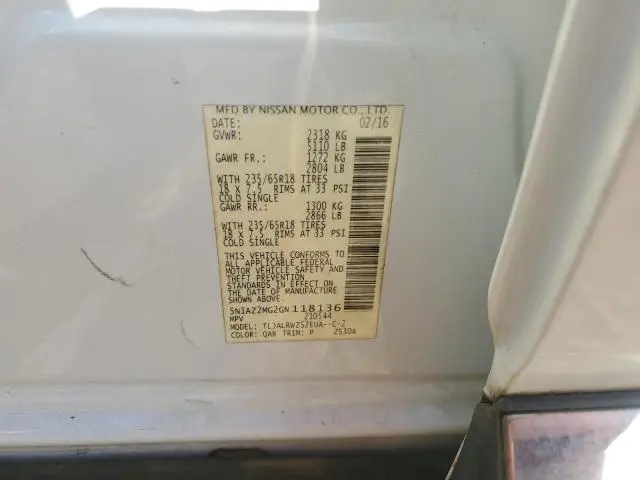 MFD BY NISSAN MOTOR CO., LTD.
DATE: 02/16
GVWR: 2318 KG
5110 LB
GAWR FR.: 1272 KG
2804 LB
WITH 235/65R18 TIRES
18 X 7.5 RIMS AT 33 PSI
COLD SINGLE
GAWR RR.: 1300 KG
2866 LB
WITH 235/65R18 TIRES
18 X 7.5 RIMS AT 33 PSI
COLD SINGLE
THIS VEHICLE CONFORMS TO
ALL APPLICABLE FEDERAL
MOTOR VEHICLE SAFETY AND
THEFT PREVENTION
STANDARDS IN EFFECT ON
THE DATE OF MANUFACTURE
SHOWN ABOVE.
5N1AZ2MG2GN118136
MPV 210544
MODEL: TLJALRWZ52EUA--C-2
COLOR: QAB TRIM: P ZS30A